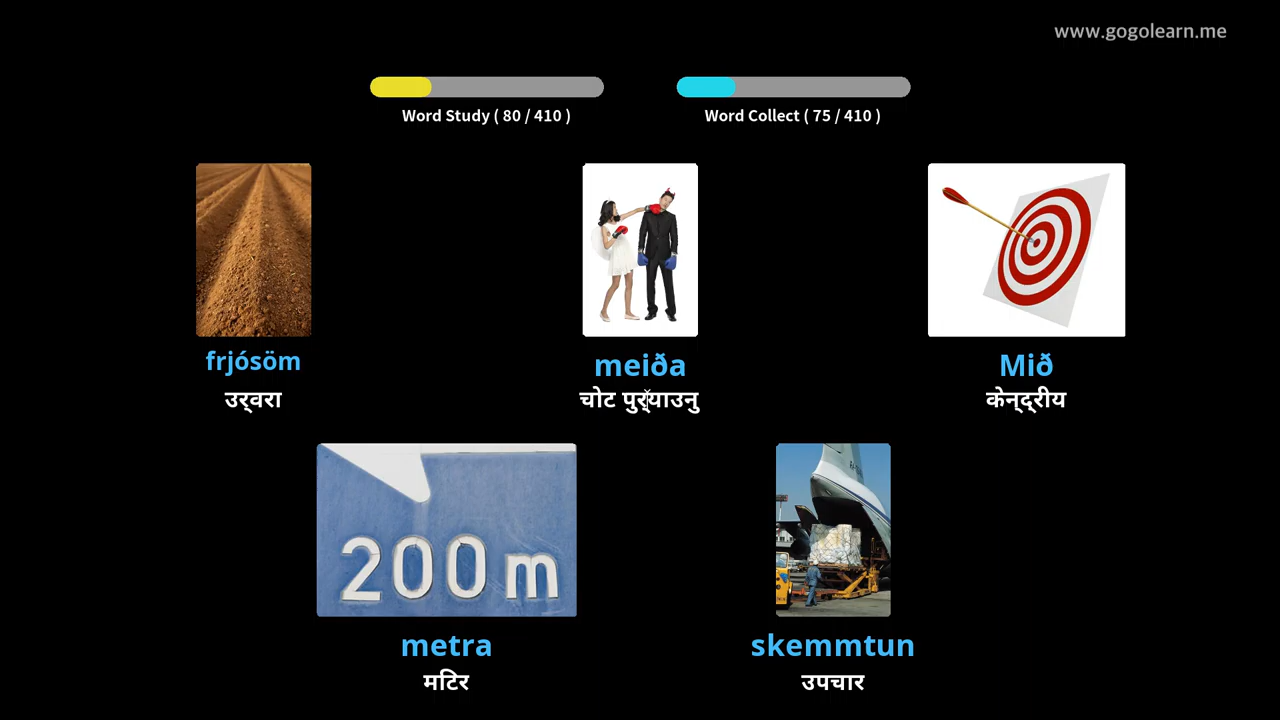 www.gogolearn.me
Word Study ( 80 / 410 )
Word Collect ( 75 / 410 )
frjósöm
उर्वरा
meiða
चोट पुर्‍याउनु
Mið
केन्द्रीय
200 m
metra
मटिर
skemmtun
उपचार